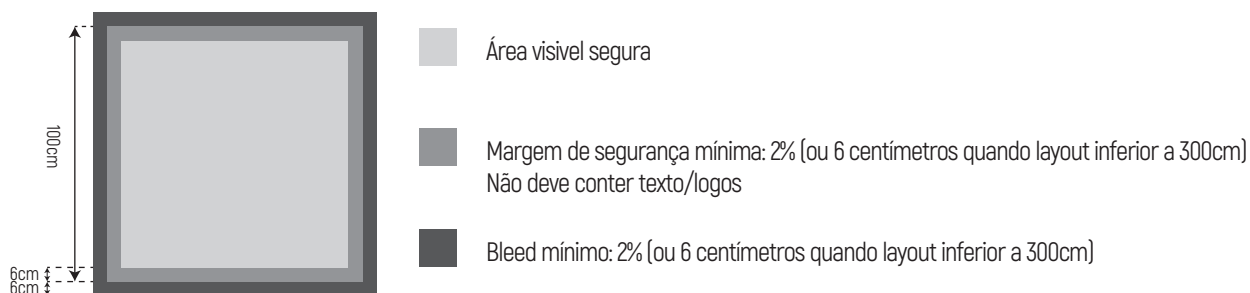 Área visivel segura
100cm
Margem de segurança mínima: 2% (ou 6 centímetros quando layout inferior a 300cm)
Não deve conter texto/logos
Bleed mínimo: 2% (ou 6 centímetros quando layout inferior a 300cm)
6cm
6cm